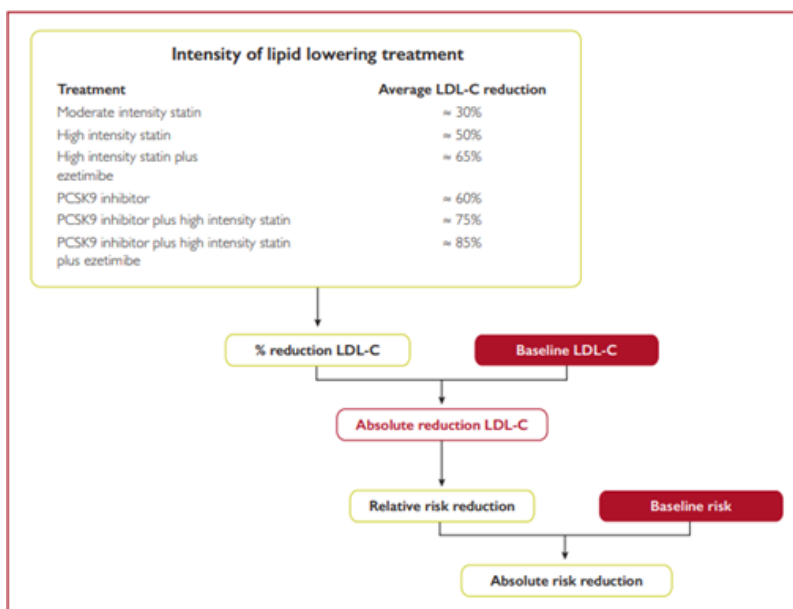 Intensity of lipid lowering treatment
Treatment Average LDL-C reduction
Moderate intensity statin ≈ 30%
High intensity statin ≈ 50%
High intensity statin plus ≈ 65%
ezetimibe
PCSK9 inhibitor ≈ 60%
PCSK9 inhibitor plus high intensity statin ≈ 75%
PCSK9 inhibitor plus high intensity statin ≈ 85%
plus ezetimibe
% reduction LDL-C Baseline LDL-C
Absolute reduction LDL-C
Relative risk reduction Baseline risk
Absolute risk reduction